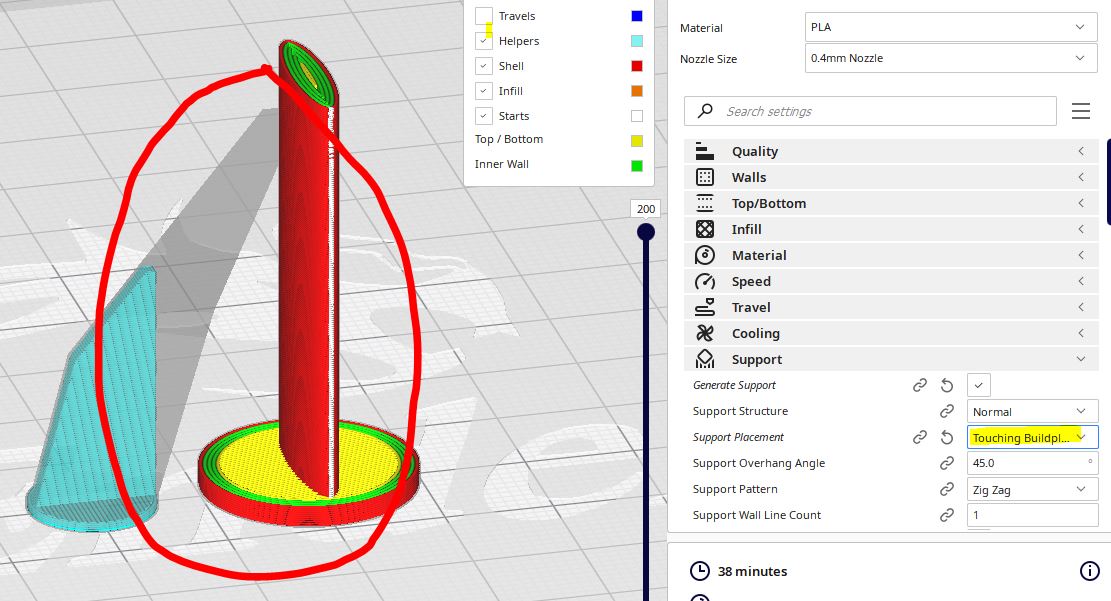 Travels
Helpers
Shell
Infill
Starts
Top / Bottom
Inner Wall
200
Material PLA
Nozzle Size 0.4mm Nozzle
Search settings
Quality
Walls
Top/Bottom
Infill
Material
Speed
Travel
Cooling
Support
Generate Support
Support Structure Normal
Support Placement Touching Buildpl...
Support Overhang Angle 45.0 °
Support Pattern Zig Zag
Support Wall Line Count 1
38 minutes